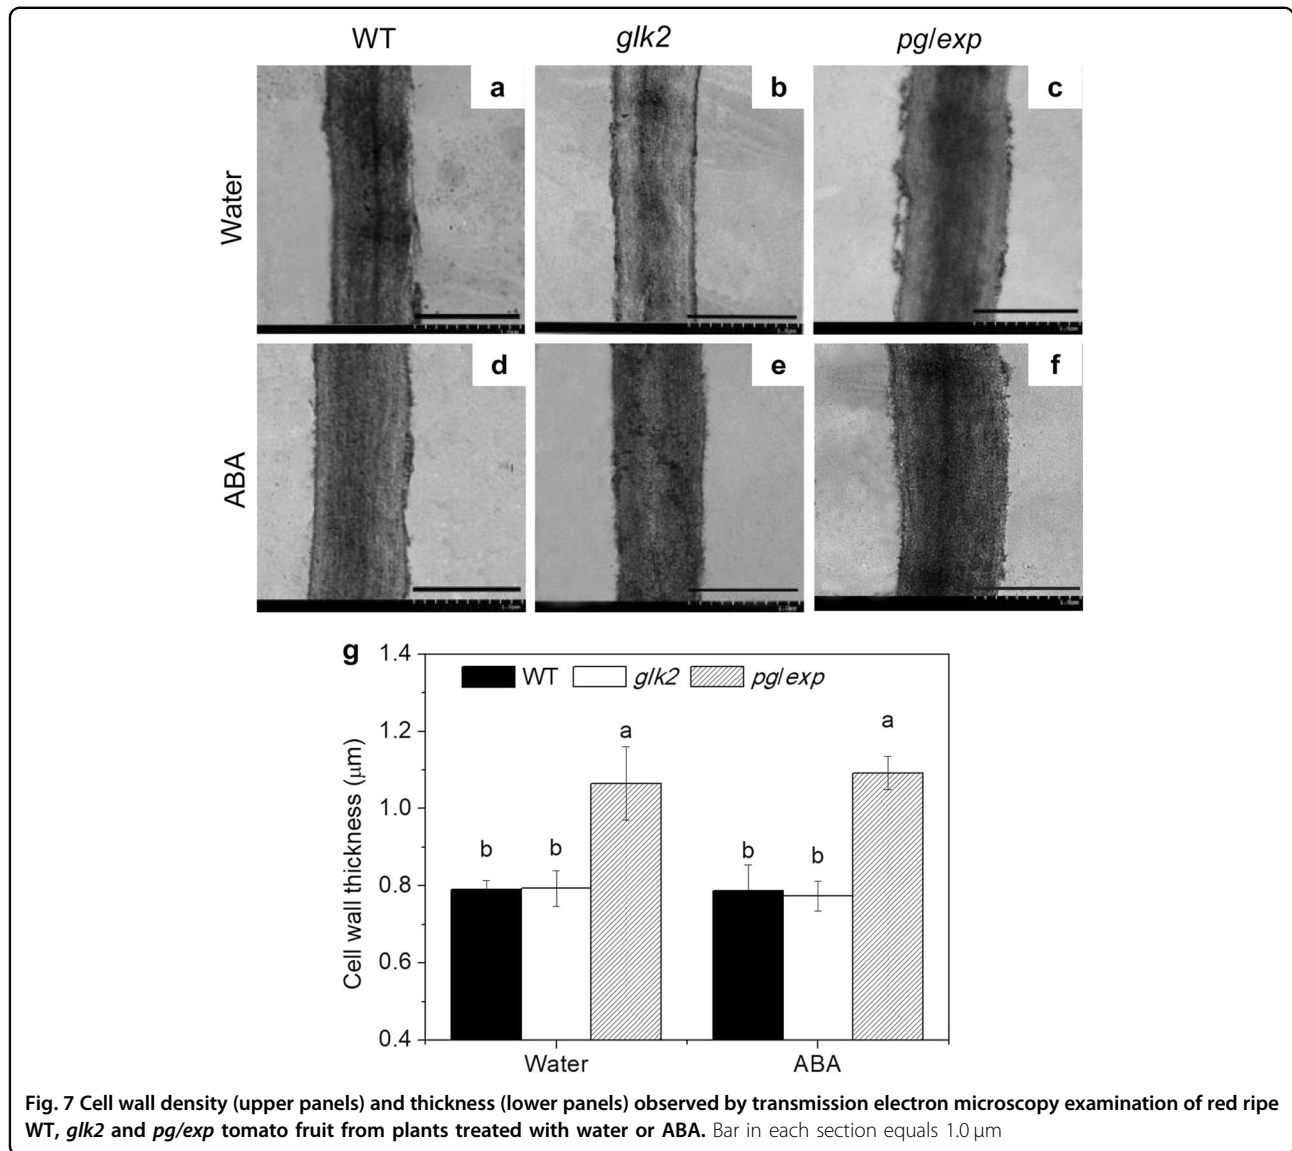 WT glk2 pg/exp
Water
a b c
ABA
d e f
g
1.4
1.2
1.0
0.8
0.6
0.4
Cell wall thickness (μm)
WT glk2 pg/exp
b b a
b b a
Water ABA
Fig. 7 Cell wall density (upper panels) and thickness (lower panels) observed by transmission electron microscopy examination of red ripe
WT, glk2 and pg/exp tomato fruit from plants treated with water or ABA. Bar in each section equals 1.0 μm